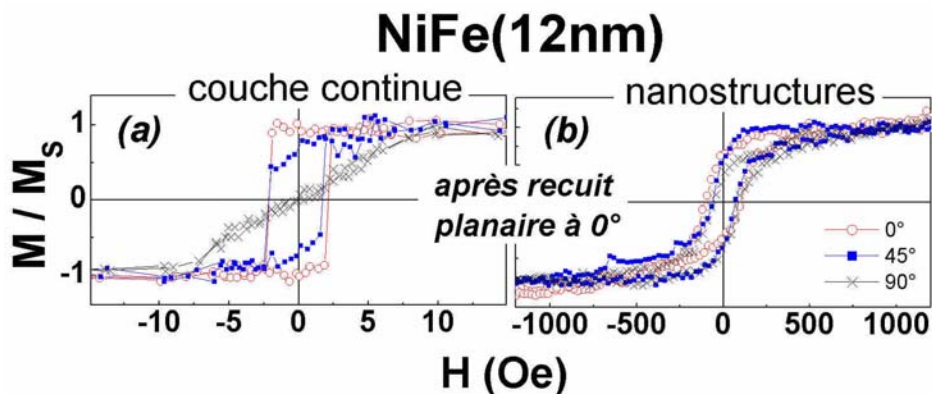 NiFe(12nm)
couche continue
nanostructures
(a)
(b)
M / Ms
1
0
-1
après recuit
planaire à 0°
0°
45°
90°
-10 -5 0 5 10
-1000 -500 0 500 1000
H (Oe)